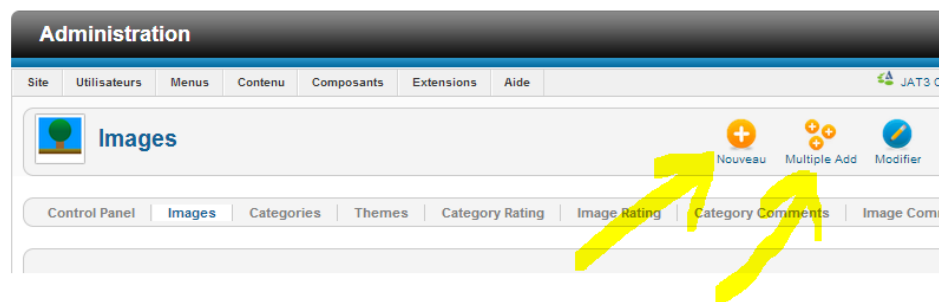 Administration
Site Utilisateurs Menus Contenu Composants Extensions Aide JAT3
Images
Nouveau Multiple Add Modifier
Control Panel Images Categories Themes Category Rating Image Rating Category Comments Image